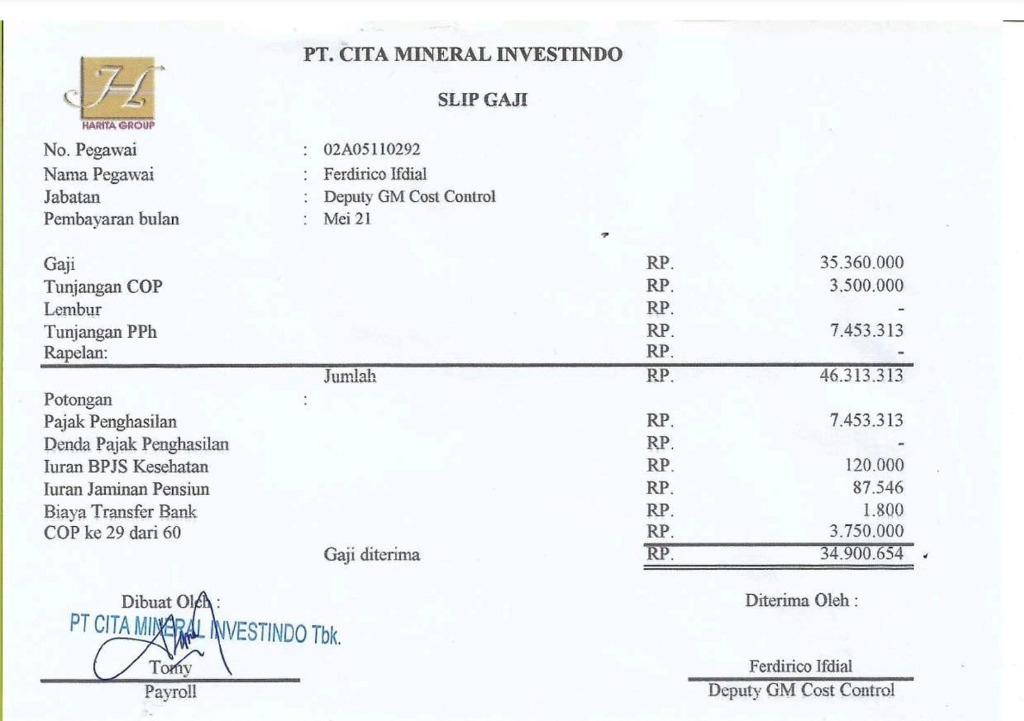 PT. CITA MINERAL INVESTINDO
SLIP GAJI
H
HARITA GROUP
No. Pegawai : 02A05110292
Nama Pegawai : Ferdirico Ifdial
Jabatan : Deputy GM Cost Control
Pembayaran bulan : Mei 21
Gaji RP. 35.360.000
Tunjangan COP RP. 3.500.000
Lembur RP. -
Tunjangan PPh RP. 7.453.313
Rapelan: RP. -
Jumlah RP. 46.313.313
Potongan :
Pajak Penghasilan RP. 7.453.313
Denda Pajak Penghasilan RP. -
Iuran BPJS Kesehatan RP. 120.000
Iuran Jaminan Pensiun RP. 87.546
Biaya Transfer Bank RP. 1.800
COP ke 29 dari 60 RP. 3.750.000
Gaji diterima RP. 34.900.654
Dibuat Oleh : Diterima Oleh :
PT CITA MINERAL INVESTINDO Tbk.
Tomy Ferdirico Ifdial
Payroll Deputy GM Cost Control